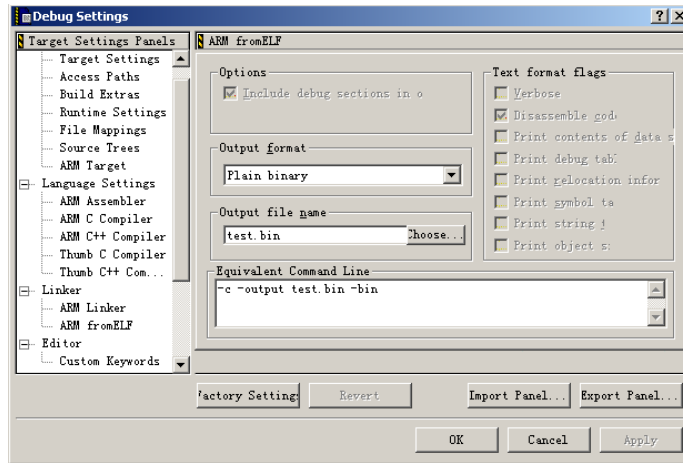 Debug Settings
Target Settings Panels
Target Settings
Access Paths
Build Extras
Runtime Settings
File Mappings
Source Trees
ARM Target
Language Settings
ARM Assembler
ARM C Compiler
ARM C++ Compiler
Thumb C Compiler
Thumb C++ Com...
Linker
ARM Linker
ARM fromELF
Editor
Custom Keywords
ARM fromELF
Options
Include debug sections in o
Output format
Plain binary
Output file name
test.bin
Choose...
Text format flags
Verbose
Disassemble cod
Print contents of data s
Print debug tab
Print relocation infor
Print symbol ta
Print string
Print object s
Equivalent Command Line
-c -output test.bin -bin
Factory Setting
Revert
Import Panel...
Export Panel...
OK
Cancel
Apply